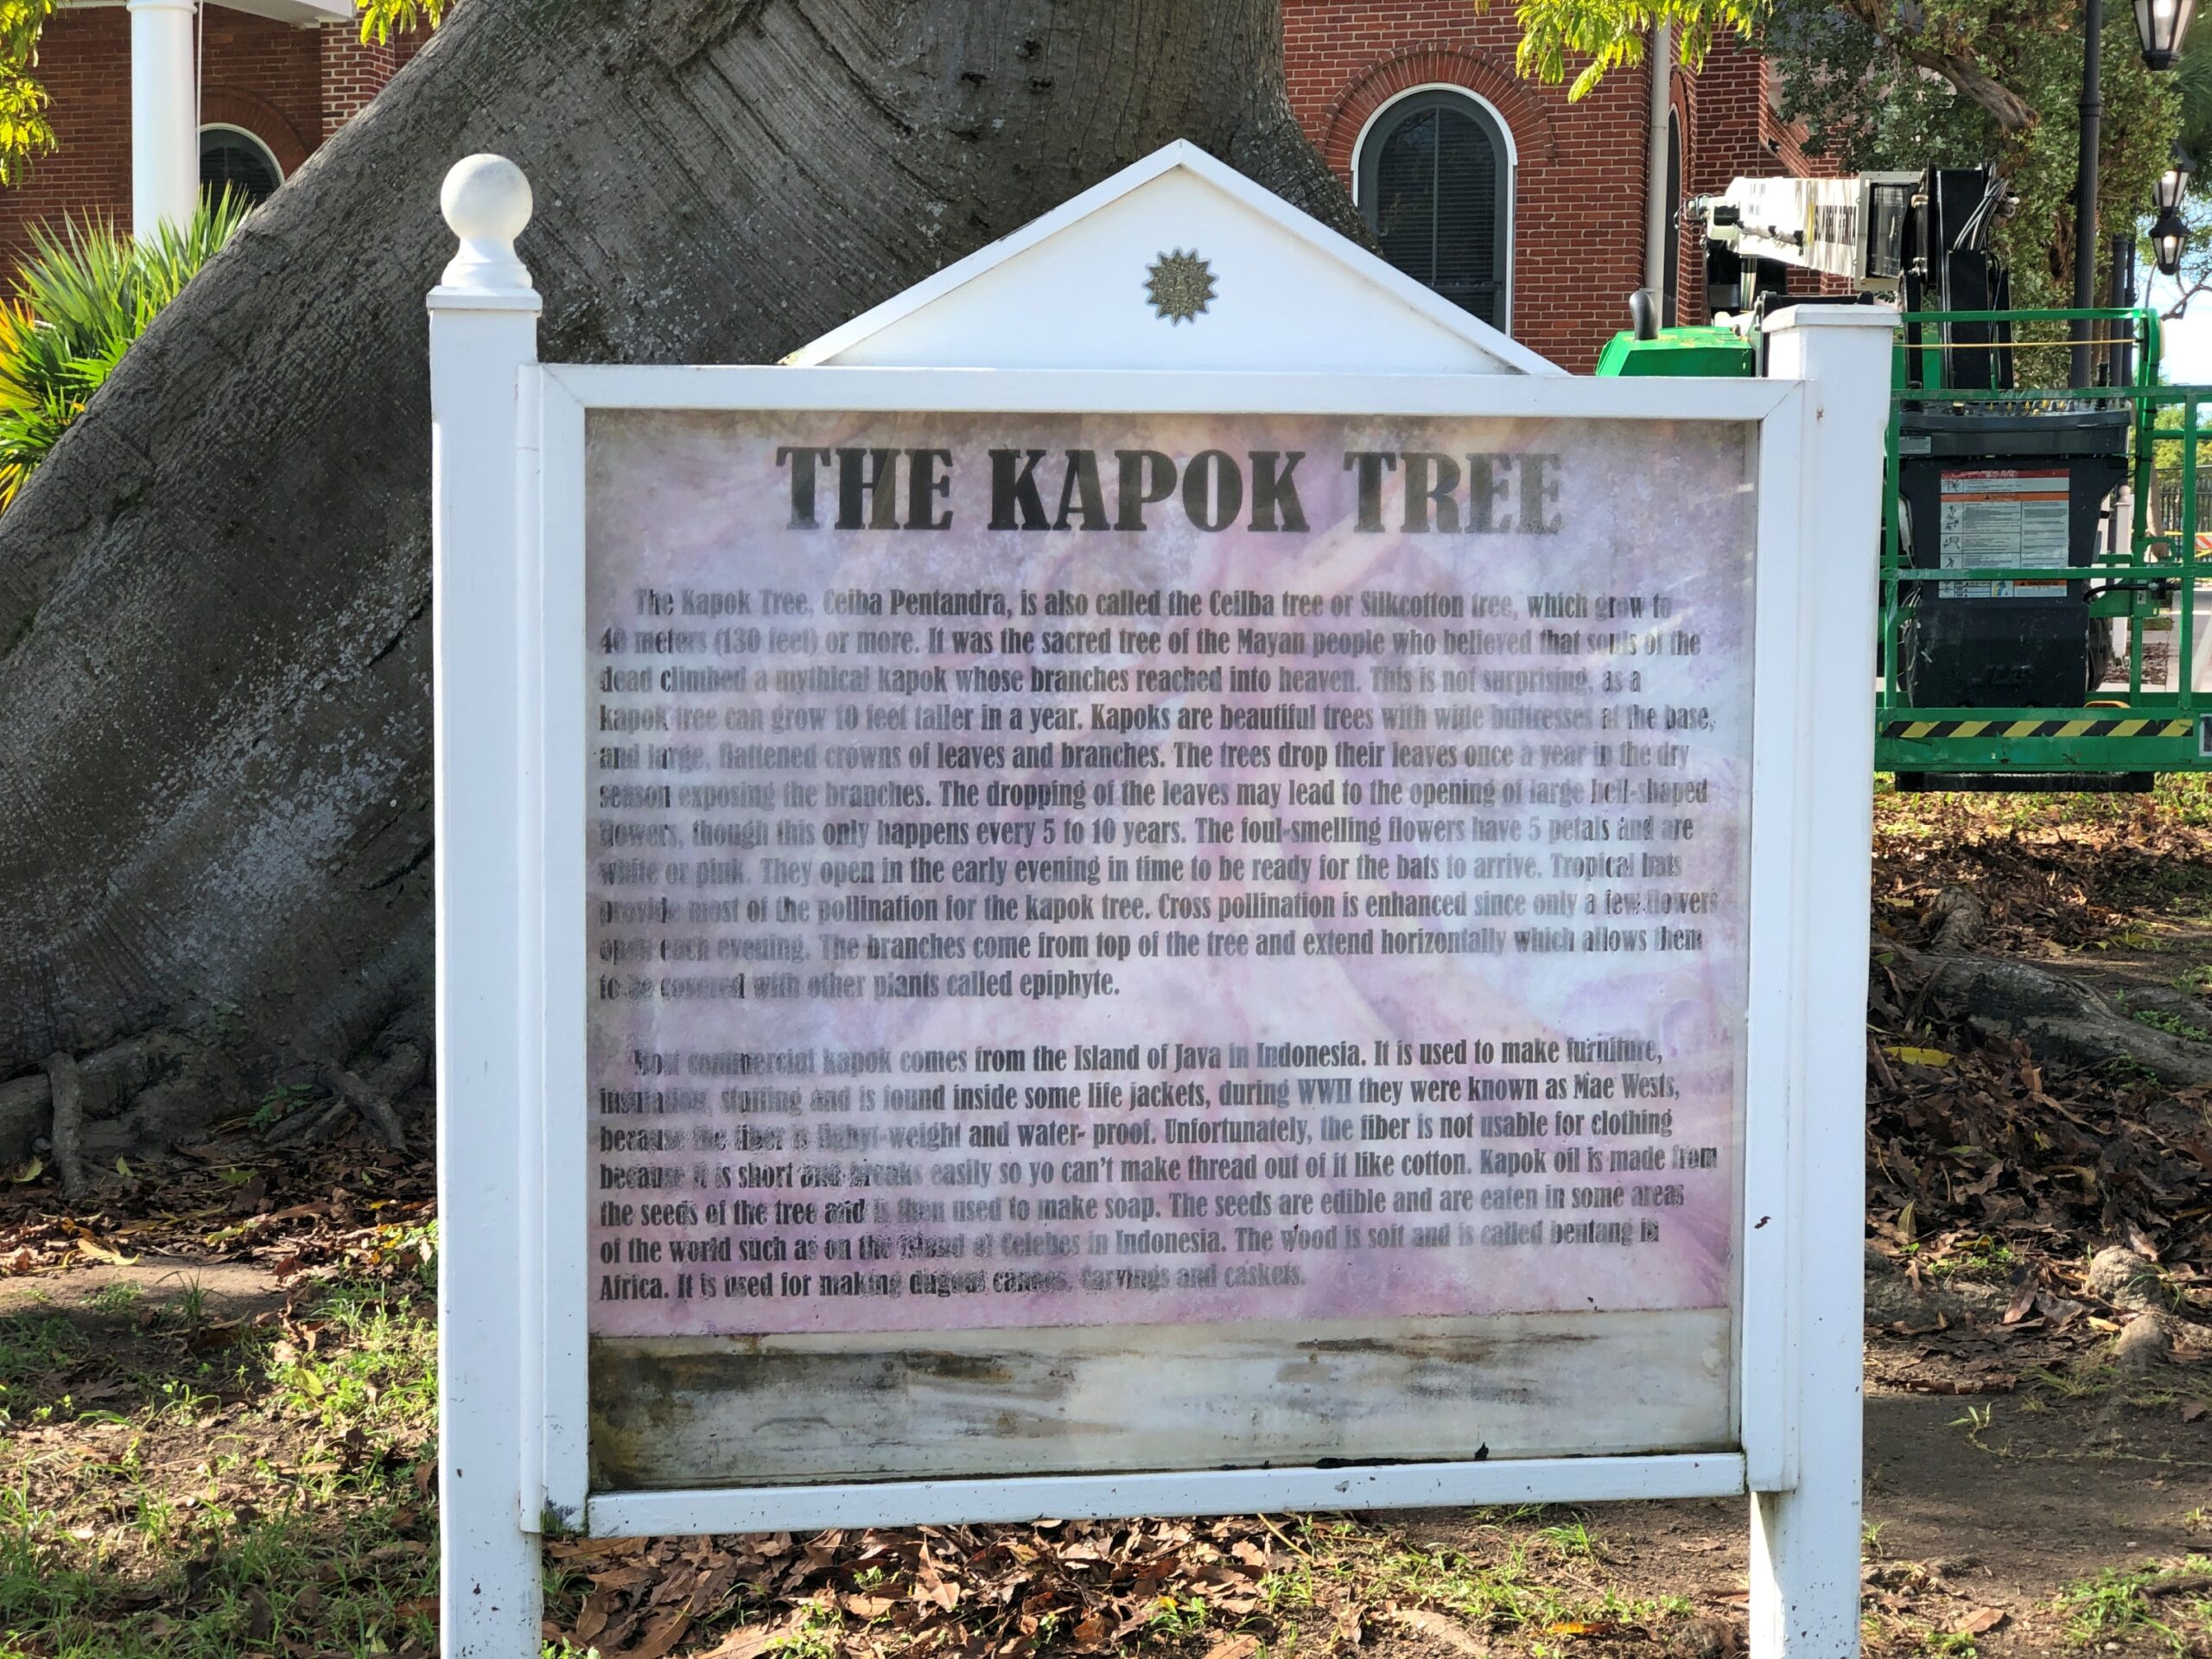 THE KAPOK TREE
The Kapok Tree, Ceiba Pentandra, is also called the Ceilba tree or Silkcotton tree, which grow to
40 meters (130 feet) or more. It was the sacred tree of the Mayan people who believed that souls of the
dead climbed a mythical kapok whose branches reached into heaven. This is not surprising, as a
kapok tree can grow 10 feet taller in a year. Kapoks are beautiful trees with wide buttresses at the base,
and large, flattened crowns of leaves and branches. The trees drop their leaves once a year in the dry
season exposing the branches. The dropping of the leaves may lead to the opening of large bell-shaped
flowers, though this only happens every 5 to 10 years. The foul-smelling flowers have 5 petals and are
white or pink. They open in the early evening in time to be ready for the bats to arrive. Tropical bats
provide most of the pollination for the kapok tree. Cross pollination is enhanced since only a few flowers
open each evening. The branches come from top of the tree and extend horizontally which allows them
to be covered with other plants called epiphyte.
Most commercial kapok comes from the Island of Java in Indonesia. It is used to make furniture,
insulation, stuffing and is found inside some life jackets, during WWII they were known as Mae Wests,
because the fiber is lighyt-weight and water- proof. Unfortunately, the fiber is not usable for clothing
because it is short and breaks easily so yo can't make thread out of it like cotton. Kapok oil is made from
the seeds of the tree and is then used to make soap. The seeds are edible and are eaten in some areas
of the world such as on the island of Celebes in Indonesia. The wood is soft and is called bentang in
Africa. It is used for making dugout canoes, carvings and caskets.